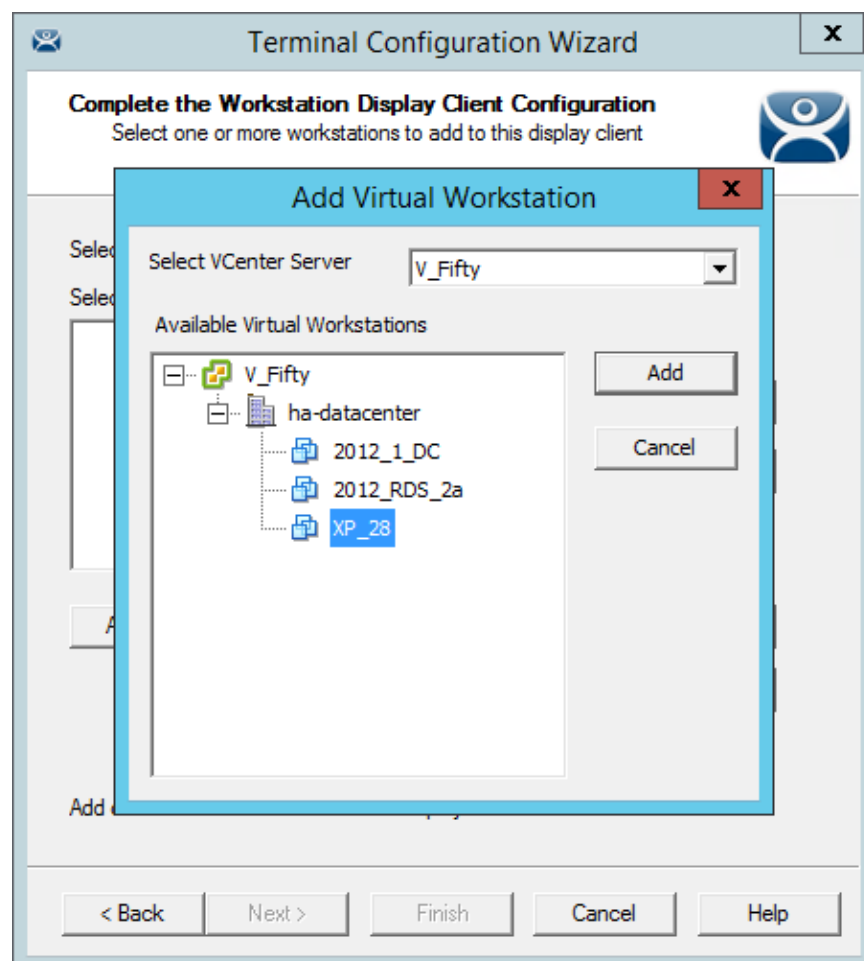 Terminal Configuration Wizard
x
Complete the Workstation Display Client Configuration
Select one or more workstations to add to this display client
Add Virtual Workstation
x
Select VCenter Server
V_Fifty
Available Virtual Workstations
V_Fifty
ha-datacenter
2012_1_DC
2012_RDS_2a
XP_28
Add
Cancel
Add
< Back
Next >
Finish
Cancel
Help